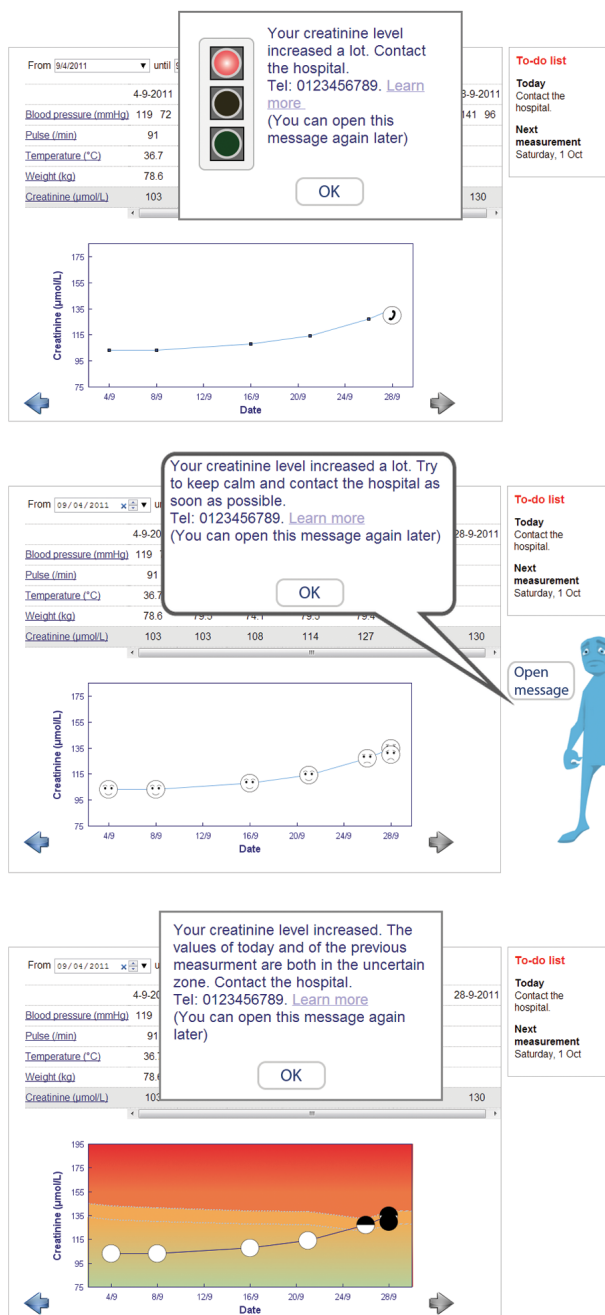 Your creatinine level
increased a lot. Contact
the hospital.
Tel: 0123456789. Learn
more
(You can open this
message again later)
OK
From 9/4/2011 until
4-9-2011
Blood pressure (mmHg) 119 72 141 96
Pulse (/min) 91
Temperature (°C) 36.7
Weight (kg) 78.6
Creatinine (µmol/L) 103 130
To-do list
Today
Contact the
hospital.
Next
measurement
Saturday, 1 Oct
Creatinine (µmol/L)
175
155
135
115
95
75
4/9 8/9 12/9 16/9 20/9 24/9 28/9
Date
Your creatinine level increased a lot. Try
to keep calm and contact the hospital as
soon as possible.
Tel: 0123456789. Learn more
(You can open this message again later)
OK
From 09/04/2011
28-9-2011
Blood pressure (mmHg) 119
Pulse (/min) 91
Temperature (°C) 36.7
Weight (kg) 78.6 79.5 74.1 79.5 79.4
Creatinine (µmol/L) 103 103 108 114 127 130
To-do list
Today
Contact the
hospital.
Next
measurement
Saturday, 1 Oct
Open
message
Creatinine (µmol/L)
175
155
135
115
95
75
4/9 8/9 12/9 16/9 20/9 24/9 28/9
Date
Your creatinine level increased. The
values of today and of the previous
measurment are both in the uncertain
zone. Contact the hospital.
Tel: 0123456789. Learn more
(You can open this message again
later)
OK
From 09/04/2011
28-9-2011
Blood pressure (mmHg) 119
Pulse (/min) 91
Temperature (°C) 36.7
Weight (kg) 78.6
Creatinine (µmol/L) 103 130
To-do list
Today
Contact the
hospital.
Next
measurement
Saturday, 1 Oct
Creatinine (µmol/L)
195
175
155
135
115
95
75
4/9 8/9 12/9 16/9 20/9 24/9 28/9
Date